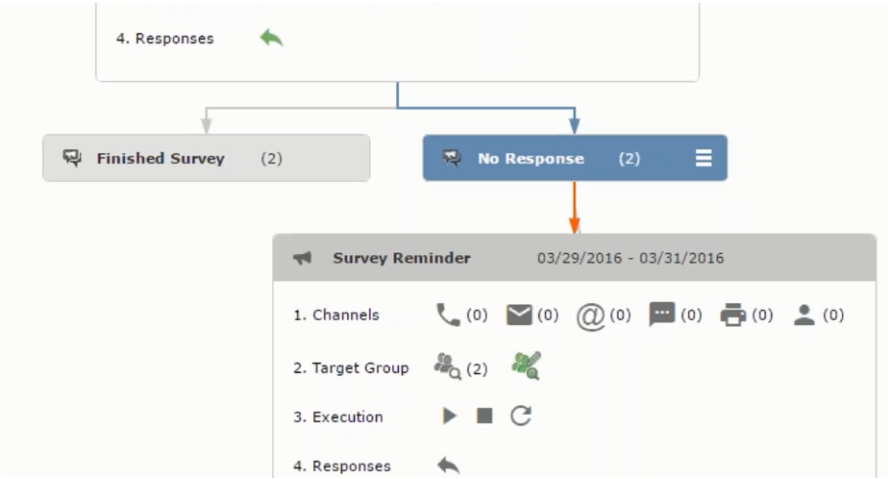 4. Responses
Finished Survey (2)
No Response (2)
Survey Reminder 03/29/2016 - 03/31/2016
1. Channels (0) (0) @ (0) (0) (0) (0)
2. Target Group (2)
3. Execution
4. Responses